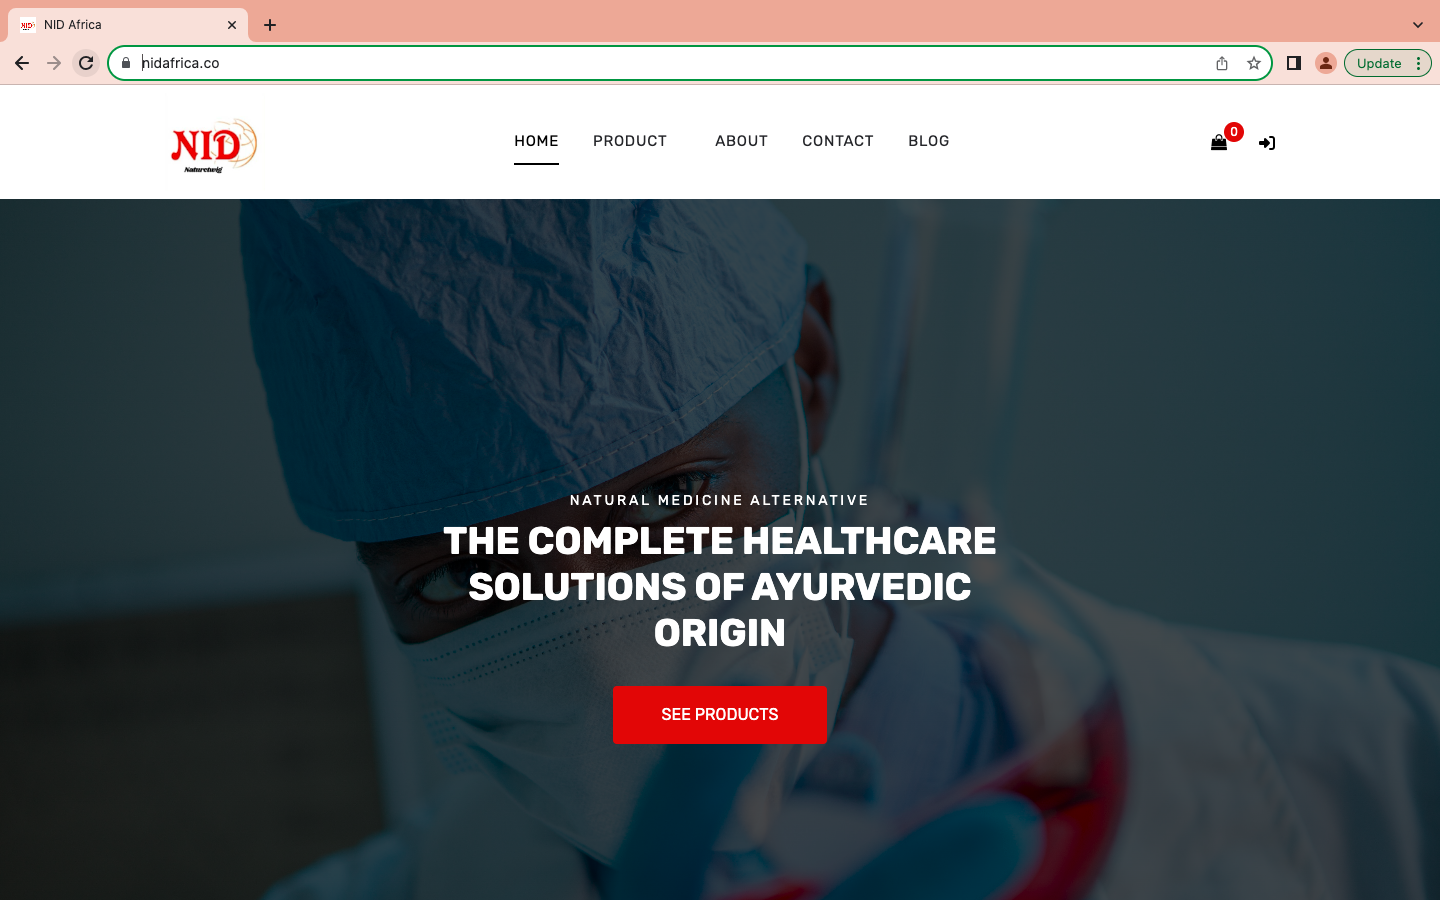 NID Africa
nidafrica.co
Update
NID
Naturetwig
HOME
PRODUCT
ABOUT
CONTACT
BLOG
0
NATURAL MEDICINE ALTERNATIVE
THE COMPLETE HEALTHCARE
SOLUTIONS OF AYURVEDIC
ORIGIN
SEE PRODUCTS